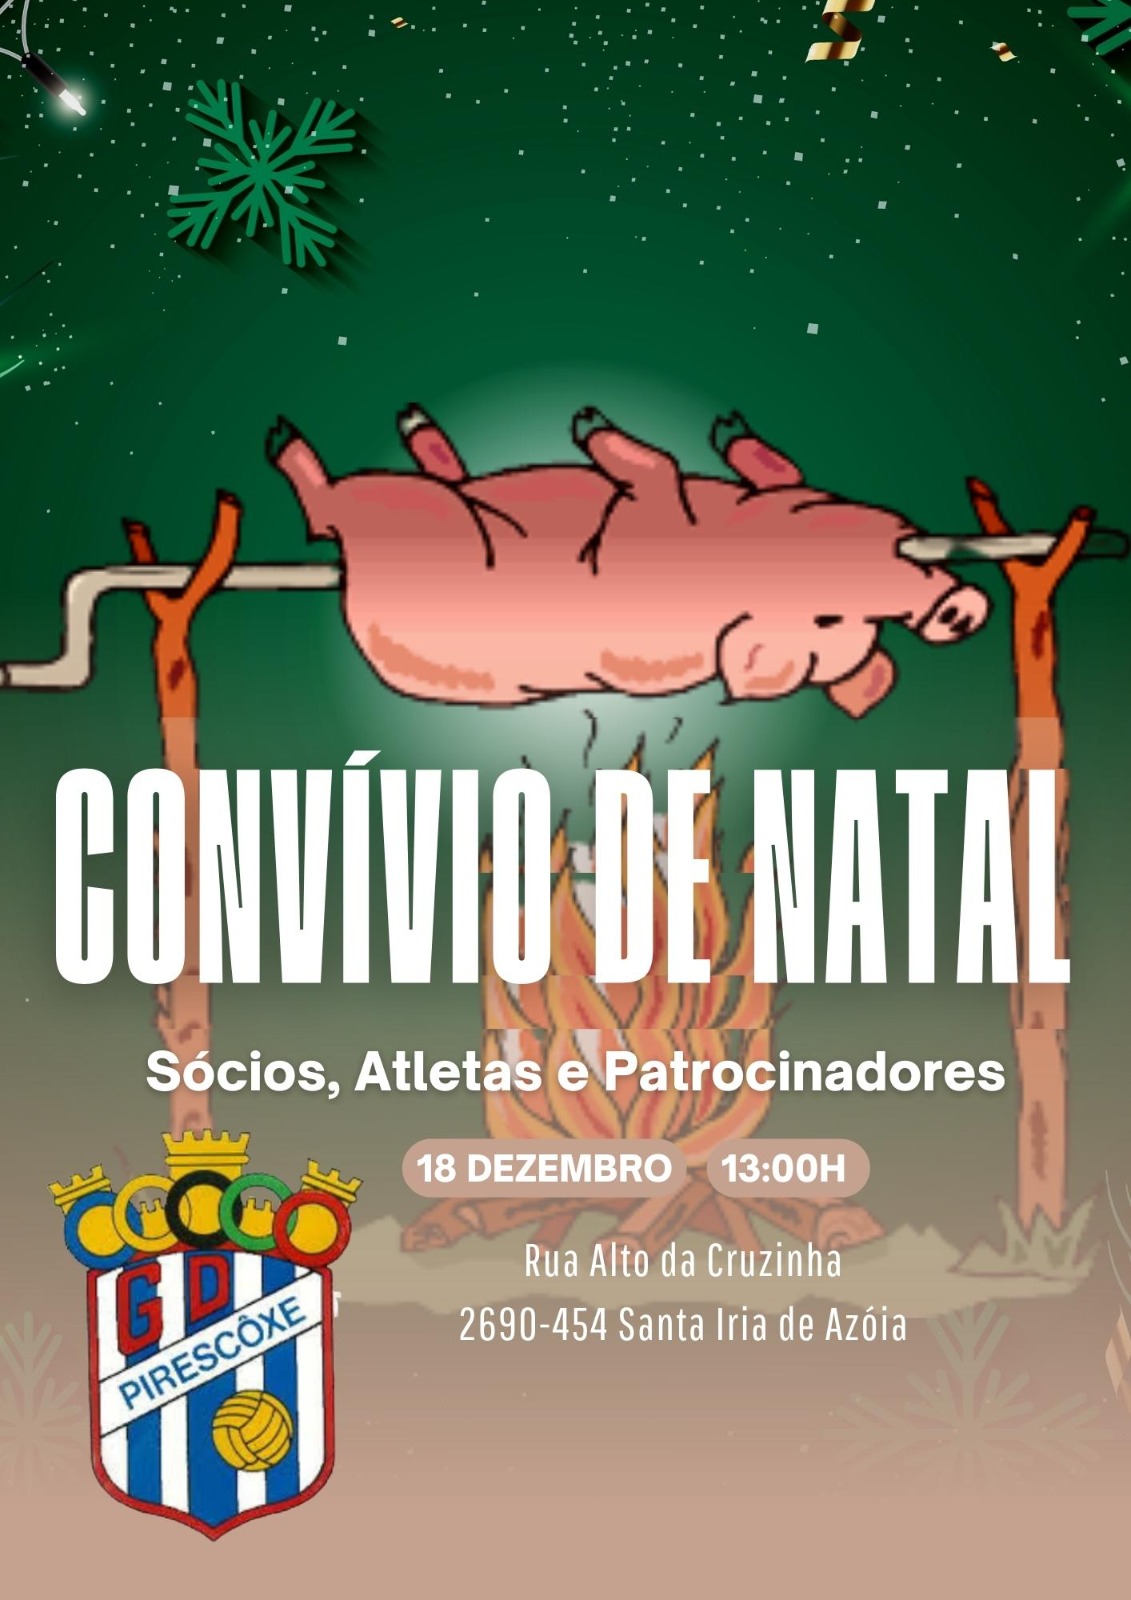 CONVÍVIO DE NATAL
Sócios, Atletas e Patrocinadores
18 DEZEMBRO 13:00H
Rua Alto da Cruzinha
2690-454 Santa Iria de Azóia
GD
PIRESCÔXE